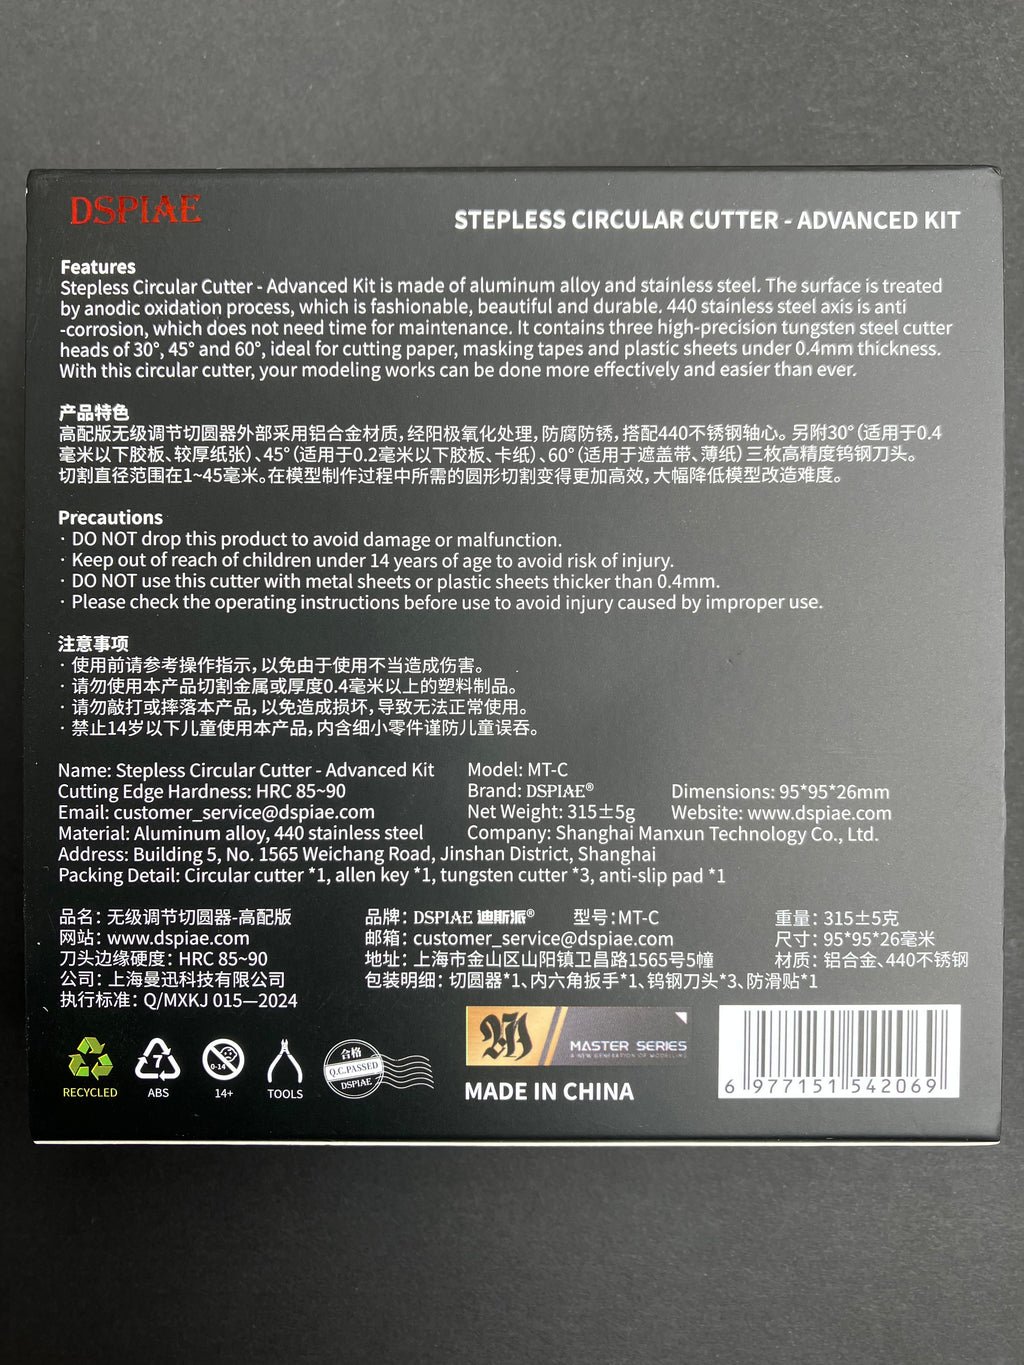 DSPIAE
STEPLESS CIRCULAR CUTTER - ADVANCED KIT
Features
Stepless Circular Cutter - Advanced Kit is made of aluminum alloy and stainless steel. The surface is treated
by anodic oxidation process, which is fashionable, beautiful and durable. 440 stainless steel axis is anti
-corrosion, which does not need time for maintenance. It contains three high-precision tungsten steel cutter
heads of 30°, 45° and 60°, ideal for cutting paper, masking tapes and plastic sheets under 0.4mm thickness.
With this circular cutter, your modeling works can be done more effectively and easier than ever.
产品特色
高配版无级调节切圆器外部采用铝合金材质，经阳极氧化处理，防腐防锈，搭配440不锈钢轴心。另附30°（适用于0.4
毫米以下胶板、较厚纸张）、45°（适用于0.2毫米以下胶板、卡纸）、60°（适用于遮盖带、薄纸）三枚高精度钨钢刀头。
切割直径范围在1~45毫米。在模型制作过程中所需的圆形切割变得更加高效，大幅降低模型改造难度。
Precautions
· DO NOT drop this product to avoid damage or malfunction.
· Keep out of reach of children under 14 years of age to avoid risk of injury.
· DO NOT use this cutter with metal sheets or plastic sheets thicker than 0.4mm.
· Please check the operating instructions before use to avoid injury caused by improper use.
注意事项
· 使用前请参考操作指示，以免由于使用不当造成伤害。
· 请勿使用本产品切割金属或厚度0.4毫米以上的塑料制品。
· 请勿敲打或摔落本产品，以免造成损坏，导致无法正常使用。
· 禁止14岁以下儿童使用本产品，内含细小零件谨防儿童误吞。
Name: Stepless Circular Cutter - Advanced Kit Model: MT-C
Cutting Edge Hardness: HRC 85~90 Brand: DSPIAE® Dimensions: 95*95*26mm
Email: customer_service@dspiae.com Net Weight: 315±5g Website: www.dspiae.com
Material: Aluminum alloy, 440 stainless steel Company: Shanghai Manxun Technology Co., Ltd.
Address: Building 5, No. 1565 Weichang Road, Jinshan District, Shanghai
Packing Detail: Circular cutter *1, allen key *1, tungsten cutter *3, anti-slip pad *1
品名：无级调节切圆器-高配版 品牌：DSPIAE 迪斯派® 型号：MT-C 重量：315±5克
网站：www.dspiae.com 邮箱：customer_service@dspiae.com 尺寸：95*95*26毫米
刀头边缘硬度：HRC 85~90 地址：上海市金山区山阳镇卫昌路1565号5幢 材质：铝合金、440不锈钢
公司：上海曼迅科技有限公司 包装明细：切圆器*1、内六角扳手*1、钨钢刀头*3、防滑贴*1
执行标准：Q/MXKJ 015—2024
RECYCLED
7
ABS
0-14
14+
TOOLS
合格
Q.C.PASSED
DSPIAE
M
MASTER SERIES
A NEW GENERATION OF MODELING
MADE IN CHINA
6 977151 542069